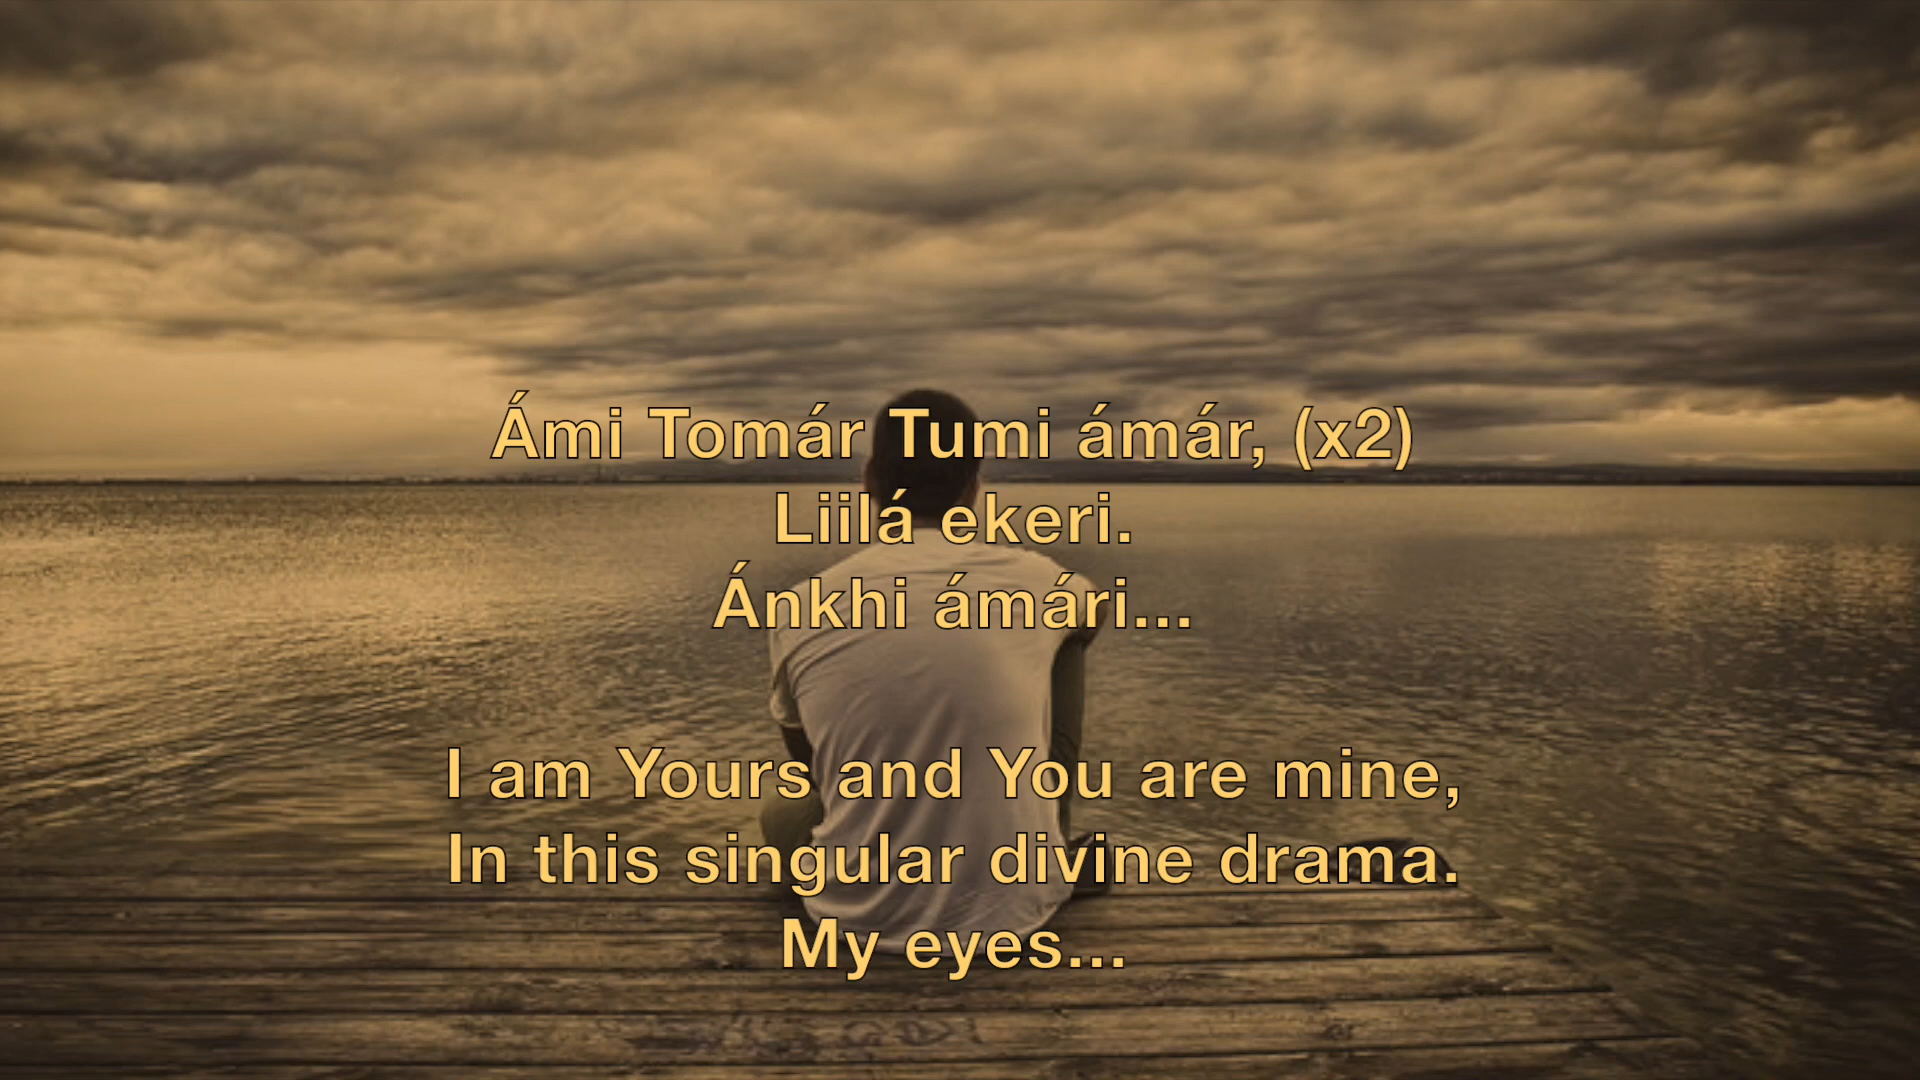 Ámi Tomár Tumi ámár, (x2)
Liilá ekeri.
Ánkhi ámári...
I am Yours and You are mine,
In this singular divine drama.
My eyes...